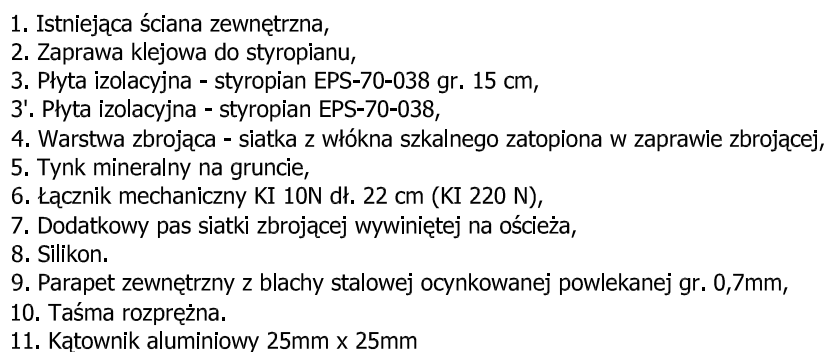 1. Istniejąca ściana zewnętrzna,
2. Zaprawa klejowa do styropianu,
3. Płyta izolacyjna - styropian EPS-70-038 gr. 15 cm,
3'. Płyta izolacyjna - styropian EPS-70-038,
4. Warstwa zbrojąca - siatka z włókna szkalnego zatopiona w zaprawie zbrojącej,
5. Tynk mineralny na gruncie,
6. Łącznik mechaniczny KI 10N dł. 22 cm (KI 220 N),
7. Dodatkowy pas siatki zbrojącej wywiniętej na ościeża,
8. Silikon.
9. Parapet zewnętrzny z blachy stalowej ocynkowanej powlekanej gr. 0,7mm,
10. Taśma rozprężna.
11. Kątownik aluminiowy 25mm x 25mm